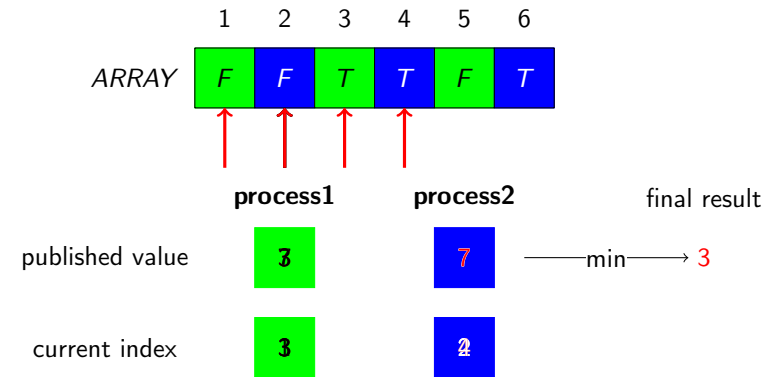 1 2 3 4 5 6
ARRAY F F T T F T
process1 process2 final result
published value 7 min 3
current index